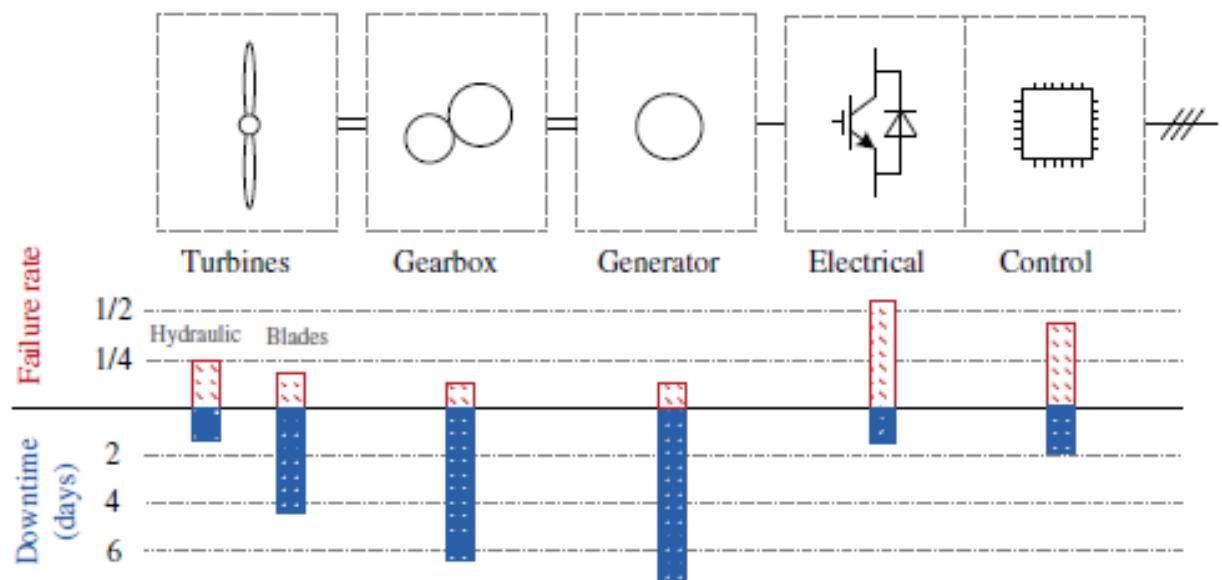 Turbines Gearbox Generator Electrical Control
Failure rate
1/2
Hydraulic Blades
1/4
Downtime
(days)
2
4
6